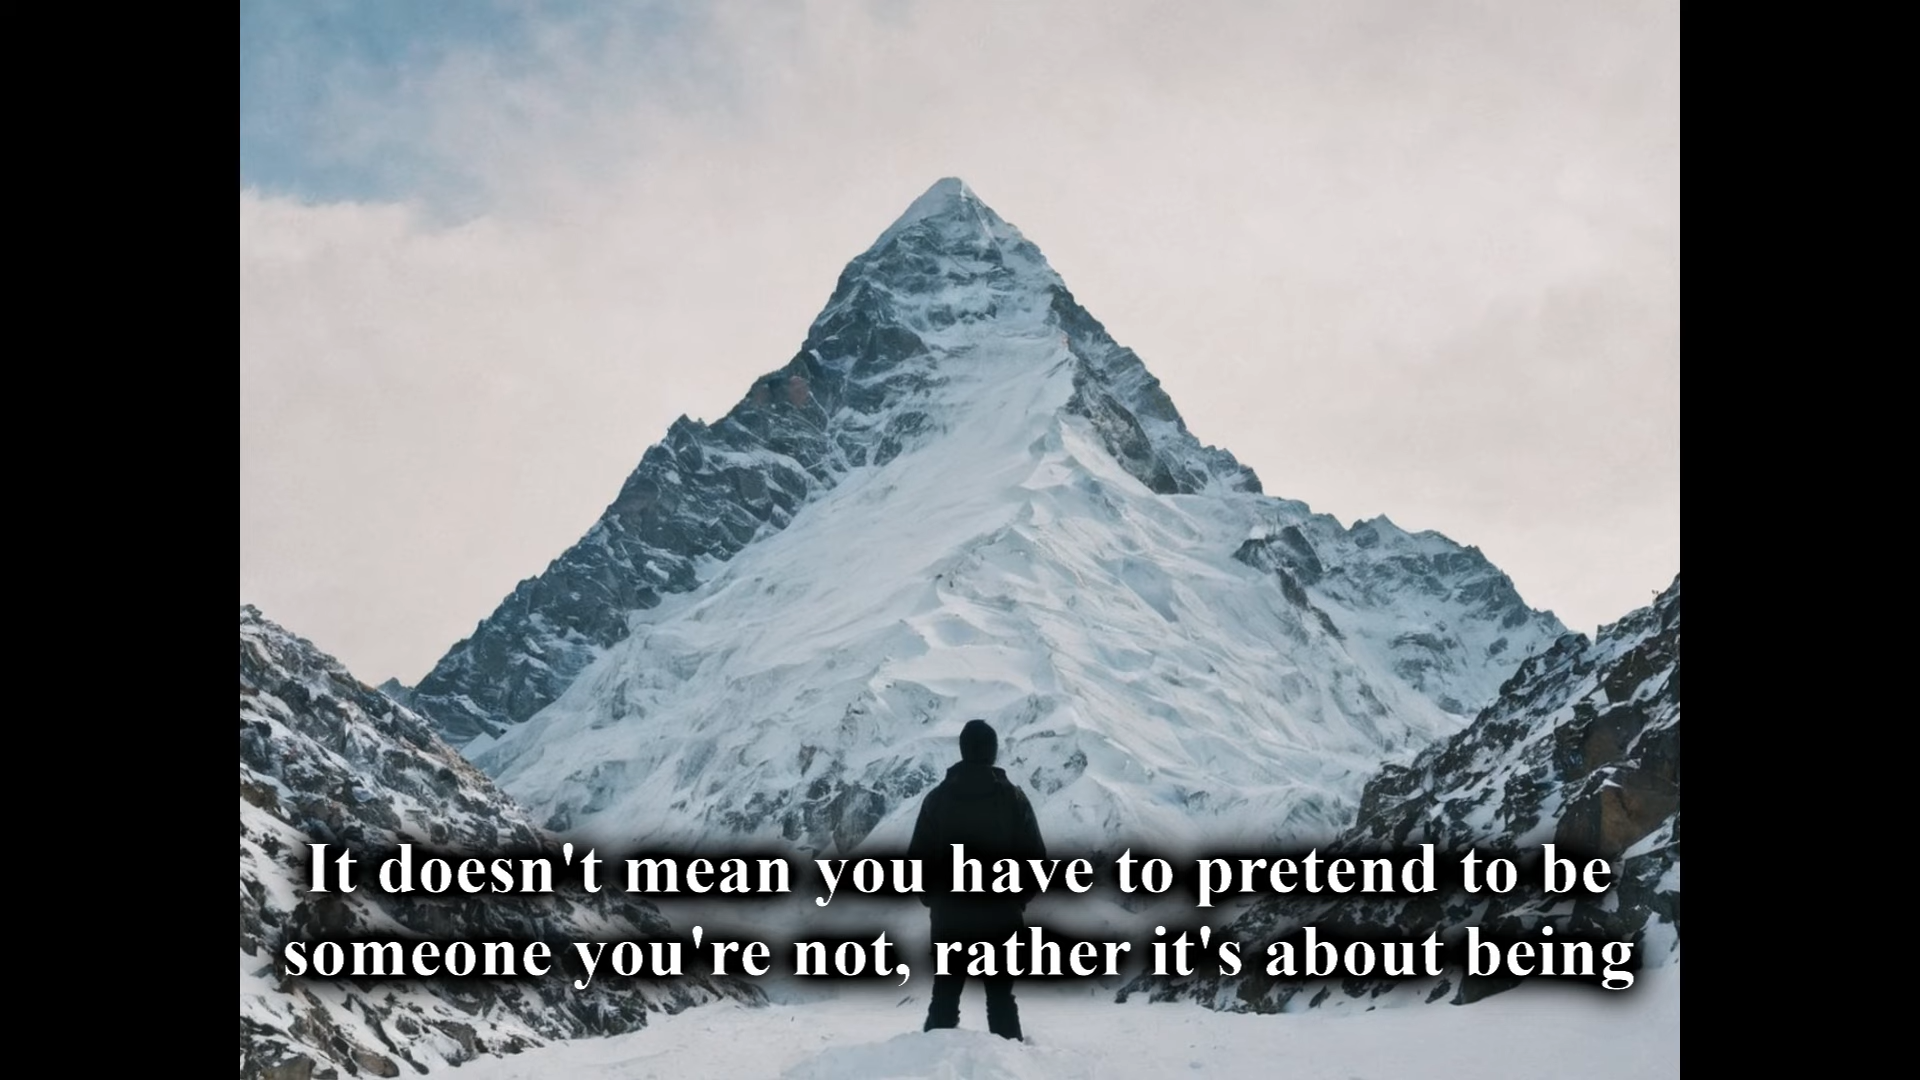 It doesn't mean you have to pretend to be
someone you're not, rather it's about being